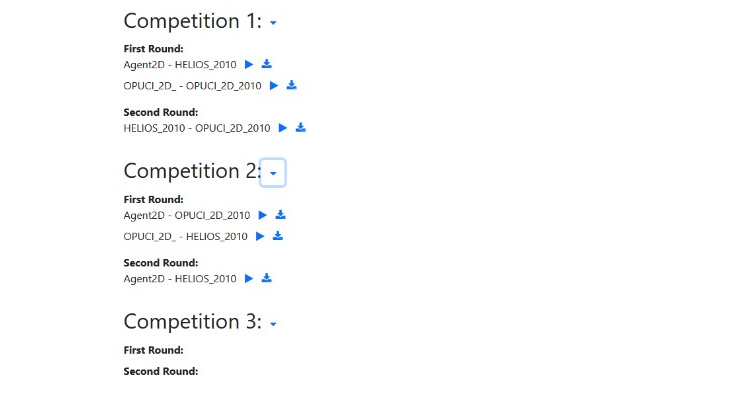 Competition 1:
First Round:
Agent2D - HELIOS_2010
OPUCI_2D_ - OPUCI_2D_2010
Second Round:
HELIOS_2010 - OPUCI_2D_2010
Competition 2:
First Round:
Agent2D - OPUCI_2D_2010
OPUCI_2D_ - HELIOS_2010
Second Round:
Agent2D - HELIOS_2010
Competition 3:
First Round:
Second Round: